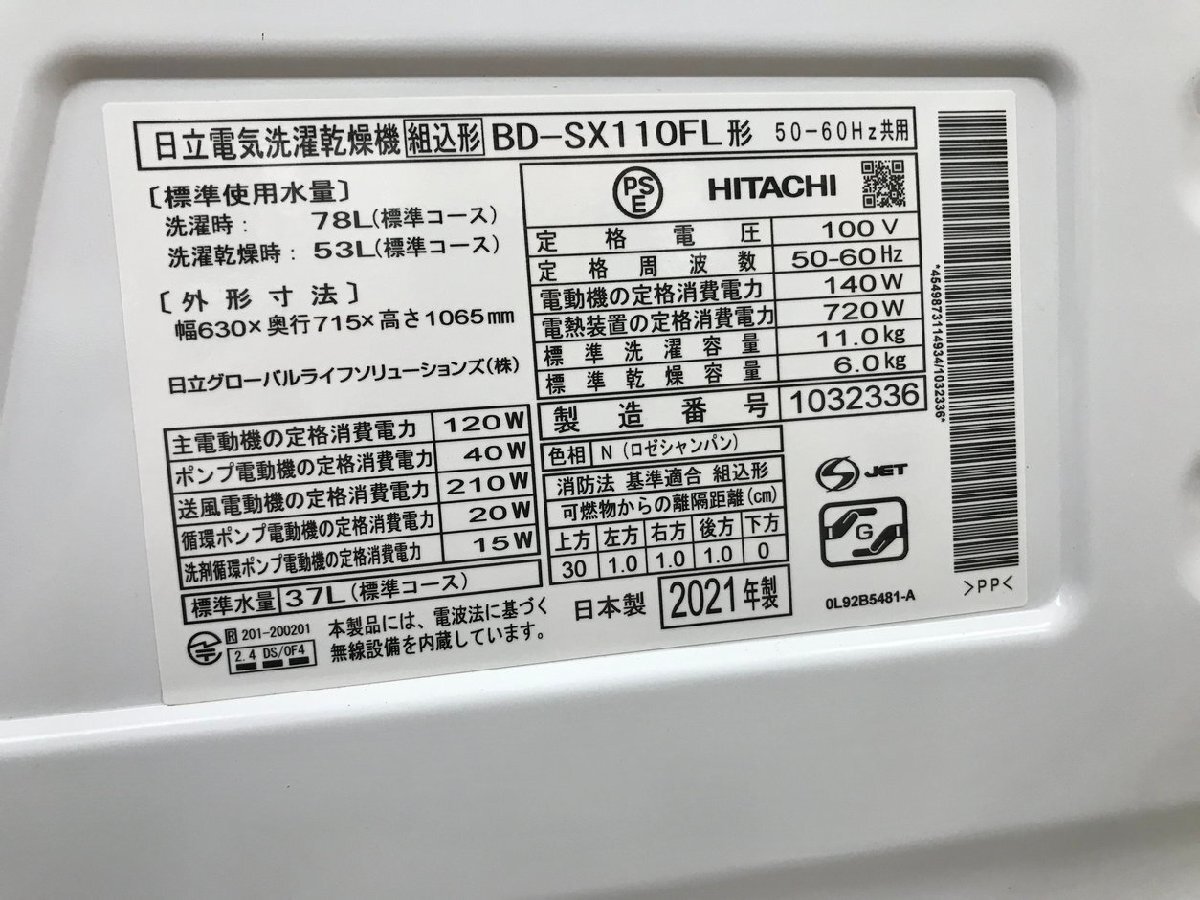 日立電気洗濯乾燥機 組込形 BD-SX110FL形 50-60Hz共用
〔標準使用水量〕
洗濯時： 78L(標準コース)
洗濯乾燥時： 53L(標準コース)
〔外形寸法〕
幅630×奥行715×高さ1065mm
日立グローバルライフソリューションズ(株)
主電動機の定格消費電力 120W
ポンプ電動機の定格消費電力 40W
送風電動機の定格消費電力 210W
循環ポンプ電動機の定格消費電力 20W
洗剤循環ポンプ電動機の定格消費電力 15W
標準水量 37L(標準コース)
R 201-200201
2.4 DS/OF4
本製品には、電波法に基づく
無線設備を内蔵しています。
PS
E
HITACHI
定格電圧 100V
定格周波数 50-60Hz
電動機の定格消費電力 140W
電熱装置の定格消費電力 720W
標準洗濯容量 11.0kg
標準乾燥容量 6.0kg
製造番号 1032336
色相 N (ロゼシャンパン)
消防法 基準適合 組込形
可燃物からの離隔距離(cm)
上方 左方 右方 後方 下方
30 1.0 1.0 1.0 0
日本製 2021年製
S JET
G
0L92B5481-A
>PP<
*4549873114934/1032336*